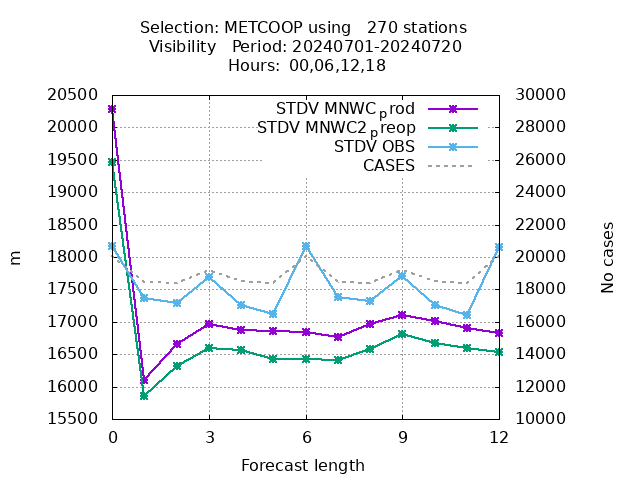 Selection: METCOOP using   270 stations
Visibility   Period: 20240701-20240720
Hours:  00,06,12,18
20500
20000
19500
19000
18500
18000
17500
17000
16500
16000
15500
m
STDV MNWCprod
STDV MNWC2preop
STDV OBS
CASES
30000
28000
26000
24000
22000
20000
18000
16000
14000
12000
10000
No cases
0 3 6 9 12
Forecast length